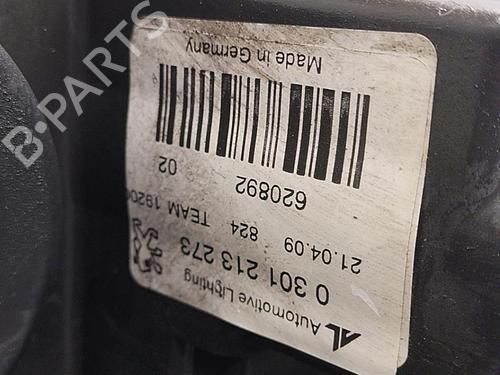 AL Automotive Lighting
0 301 213 273
21.04.09 824 TEAM 1920
620892 02
Made in Germany
B-PARTS